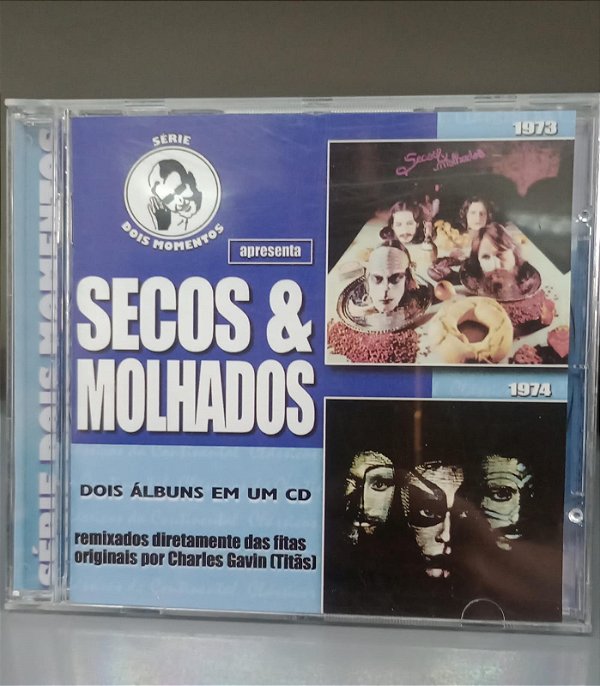 SÉRIE DOIS MOMENTOS
SÉRIE
DOIS MOMENTOS
apresenta
SECOS &
MOLHADOS
DOIS ÁLBUNS EM UM CD
remixados diretamente das fitas
originais por Charles Gavin (Titãs)
1973
Secos & Molhados
1974